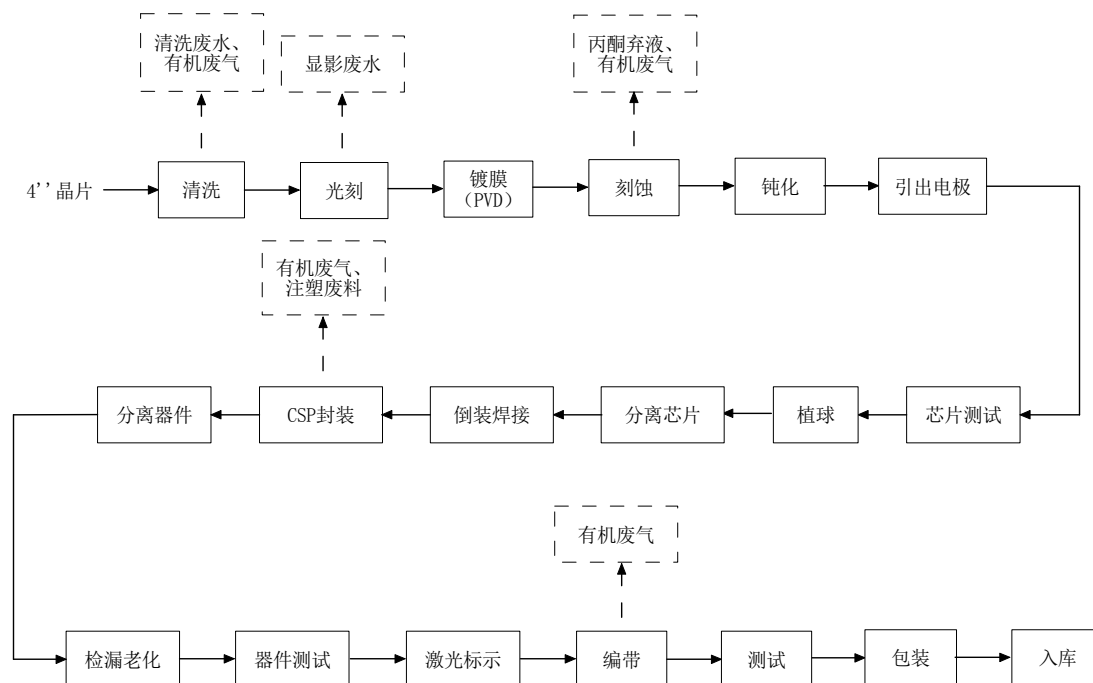 清洗废水、
有机废气
显影废水
丙酮弃液、
有机废气
4''晶片
清洗
光刻
镀膜
（PVD）
刻蚀
钝化
引出电极
有机废气、
注塑废料
分离器件
CSP封装
倒装焊接
分离芯片
植球
芯片测试
有机废气
检漏老化
器件测试
激光标示
编带
测试
包装
入库